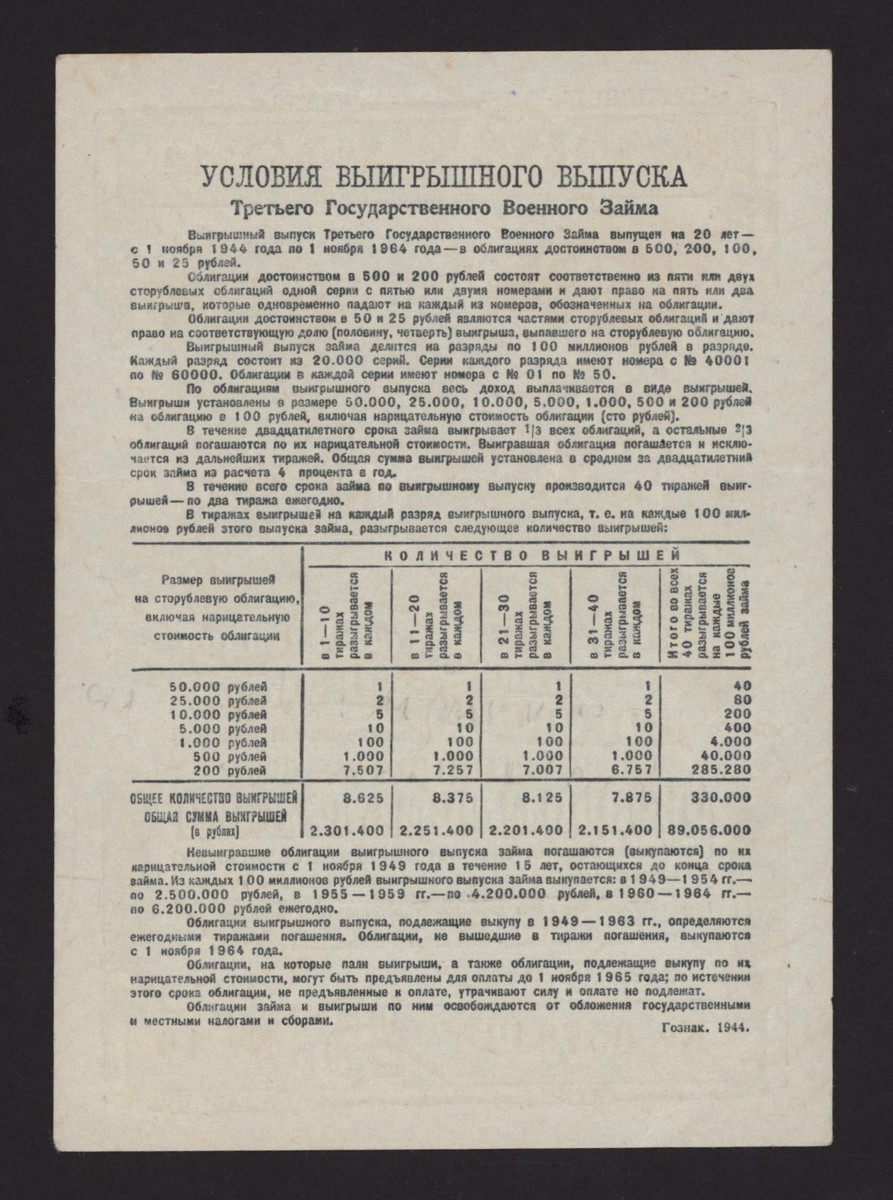 УСЛОВИЯ ВЫИГРЫШНОГО ВЫПУСКА
Третьего Государственного Военного Займа
Выигрышный выпуск Третьего Государственного Военного Займа выпущен на 20 лет—
с 1 ноября 1944 года по 1 ноября 1964 года—в облигациях достоинством в 500, 200, 100,
50 и 25 рублей.
Облигации достоинством в 500 и 200 рублей состоят соответственно из пяти или двух
сторублевых облигаций одной серии с пятью или двумя номерами и дают право на пять или два
выигрыша, которые одновременно падают на каждый из номеров, обозначенных на облигации.
Облигации достоинством в 50 и 25 рублей являются частями сторублевых облигаций и дают
право на соответствующую долю (половину, четверть) выигрыша, выпавшего на сторублевую облигацию.
Выигрышный выпуск займа делится на разряды по 100 миллионов рублей в разряде.
Каждый разряд состоит из 20.000 серий. Серии каждого разряда имеют номера с № 40001
по № 60000. Облигации в каждой серии имеют номера с № 01 по № 50.
По облигациям выигрышного выпуска весь доход выплачивается в виде выигрышей.
Выигрыши установлены в размере 50.000, 25.000, 10.000, 5.000, 1.000, 500 и 200 рублей
на облигацию в 100 рублей, включая нарицательную стоимость облигации (сто рублей).
В течение двадцатилетнего срока займа выигрывает 1/3 всех облигаций, а остальные 2/3
облигаций погашаются по их нарицательной стоимости. Выигравшая облигация погашается и исклю-
чается из дальнейших тиражей. Общая сумма выигрышей установлена в среднем за двадцатилетний
срок займа из расчета 4 процента в год.
В течение всего срока займа по выигрышному выпуску производится 40 тиражей выиг-
рышей—по два тиража ежегодно.
В тиражах выигрышей на каждый разряд выигрышного выпуска, т. е. на каждые 100 мил-
лионов рублей этого выпуска займа, разыгрывается следующее количество выигрышей:
Размер выигрышей
на сторублевую облигацию,
включая нарицательную
стоимость облигации
КОЛИЧЕСТВО ВЫИГРЫШЕЙ
в 1—10
тиражах
разыгрывается
в каждом
в 11—20
тиражах
разыгрывается
в каждом
в 21—30
тиражах
разыгрывается
в каждом
в 31—40
тиражах
разыгрывается
в каждом
Итого во всех
40 тиражах
разыгрывается
на каждые
100 миллионов
рублей займа
50.000 рублей 1 1 1 1 40
25.000 рублей 2 2 2 2 80
10.000 рублей 5 5 5 5 200
5.000 рублей 10 10 10 10 400
1.000 рублей 100 100 100 100 4.000
500 рублей 1.000 1.000 1.000 1.000 40.000
200 рублей 7.507 7.257 7.007 6.757 285.280
ОБЩЕЕ КОЛИЧЕСТВО ВЫИГРЫШЕЙ 8.625 8.375 8.125 7.875 330.000
ОБЩАЯ СУММА ВЫИГРЫШЕЙ
(в рублях) 2.301.400 2.251.400 2.201.400 2.151.400 89.056.000
Невыигравшие облигации выигрышного выпуска займа погашаются (выкупаются) по их
нарицательной стоимости с 1 ноября 1949 года в течение 15 лет, остающихся до конца срока
займа. Из каждых 100 миллионов рублей выигрышного выпуска займа выкупается: в 1949—1954 гг.—
по 2.500.000 рублей, в 1955—1959 гг.—по 4.200.000 рублей, в 1960—1964 гг.—
по 6.200.000 рублей ежегодно.
Облигации выигрышного выпуска, подлежащие выкупу в 1949—1963 гг., определяются
ежегодными тиражами погашения. Облигации, не вышедшие в тиражи погашения, выкупаются
с 1 ноября 1964 года.
Облигации, на которые пали выигрыши, а также облигации, подлежащие выкупу по их
нарицательной стоимости, могут быть предъявлены для оплаты до 1 ноября 1965 года; по истечении
этого срока облигации, не предъявленные к оплате, утрачивают силу и оплате не подлежат.
Облигации займа и выигрыши по ним освобождаются от обложения государственными
и местными налогами и сборами.
Гознак. 1944.